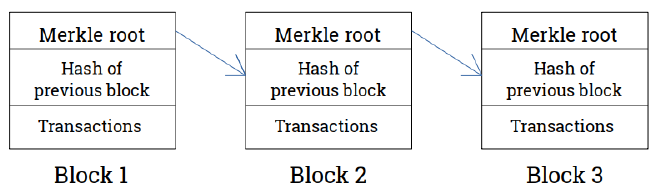 Merkle root
Hash of
previous block
Transactions
Block 1
Merkle root
Hash of
previous block
Transactions
Block 2
Merkle root
Hash of
previous block
Transactions
Block 3